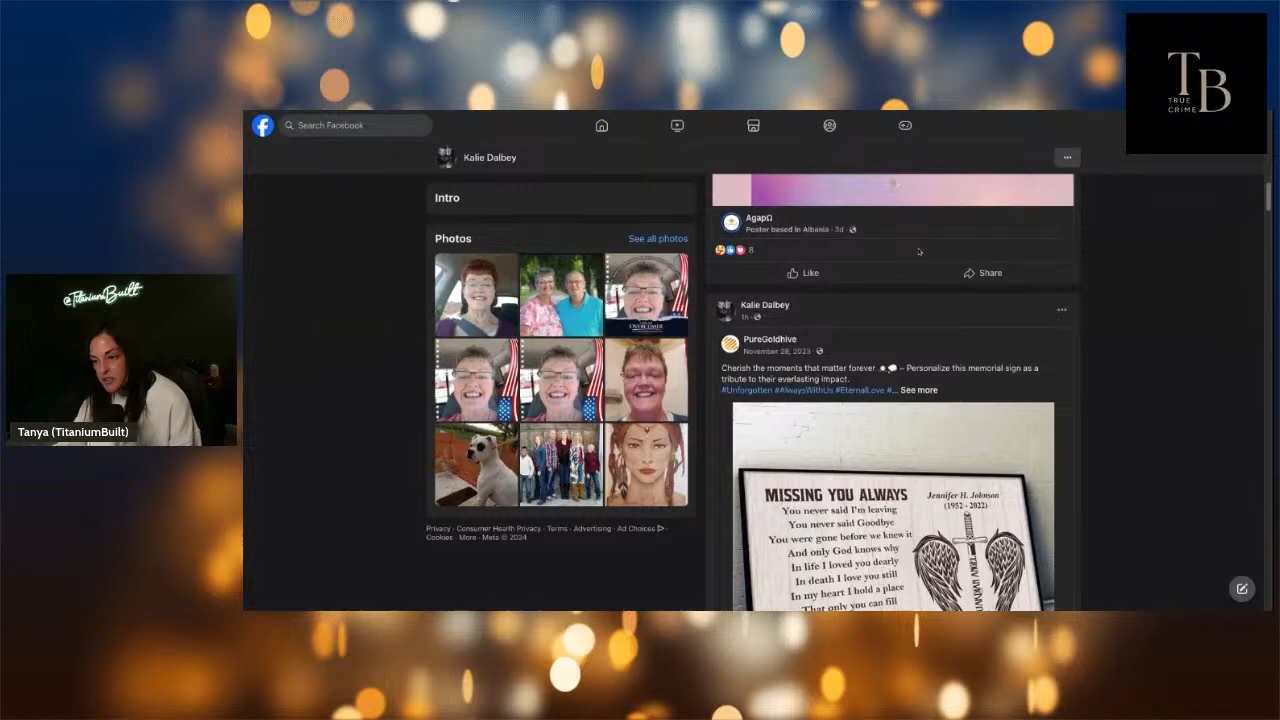 TB
TRUE
CRIME
Search Facebook
Kalie Dalbey
Intro
Photos
See all photos
OVERCOMER
Privacy · Consumer Health Privacy · Terms · Advertising · Ad Choices ·
Cookies · More · Meta © 2024
AgapΩ
Poster based in Albania · 3d ·
8
Like
Share
Kalie Dalbey
1h ·
PureGoldhive
November 28, 2023 ·
Cherish the moments that matter forever – Personalize this memorial sign as a
tribute to their everlasting impact.
#Unforgotten #AlwaysWithUs #EternalLove #... See more
MISSING YOU ALWAYS
You never said I'm leaving
You never said Goodbye
You were gone before we knew it
And only God knows why
In life I loved you dearly
In death I love you still
In my heart I hold a place
That only you can fill
Jennifer H. Johnson
(1952 - 2022)
@TitaniumBuilt
Tanya (TitaniumBuilt)